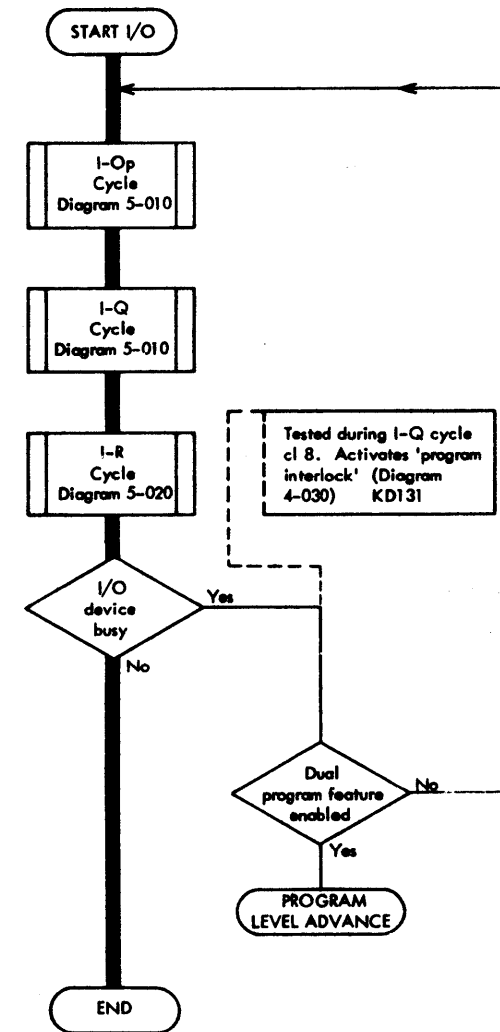 START I/O
I-Op
Cycle
Diagram 5-010
I-Q
Cycle
Diagram 5-010
I-R
Cycle
Diagram 5-020
Tested during I-Q cycle
cl 8. Activates 'program
interlock' (Diagram
4-030) KD131
I/O
device
busy
Yes
No
Dual
program feature
enabled
No
Yes
PROGRAM
LEVEL ADVANCE
END